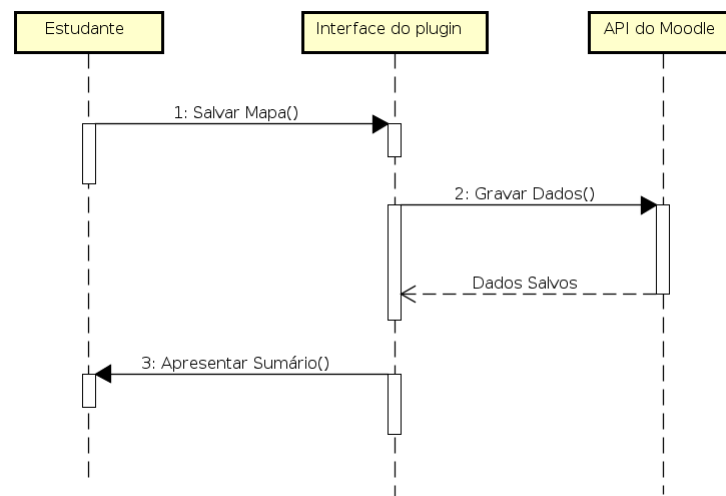 Estudante
Interface do plugin
API do Moodle
1: Salvar Mapa()
2: Gravar Dados()
Dados Salvos
3: Apresentar Sumário()